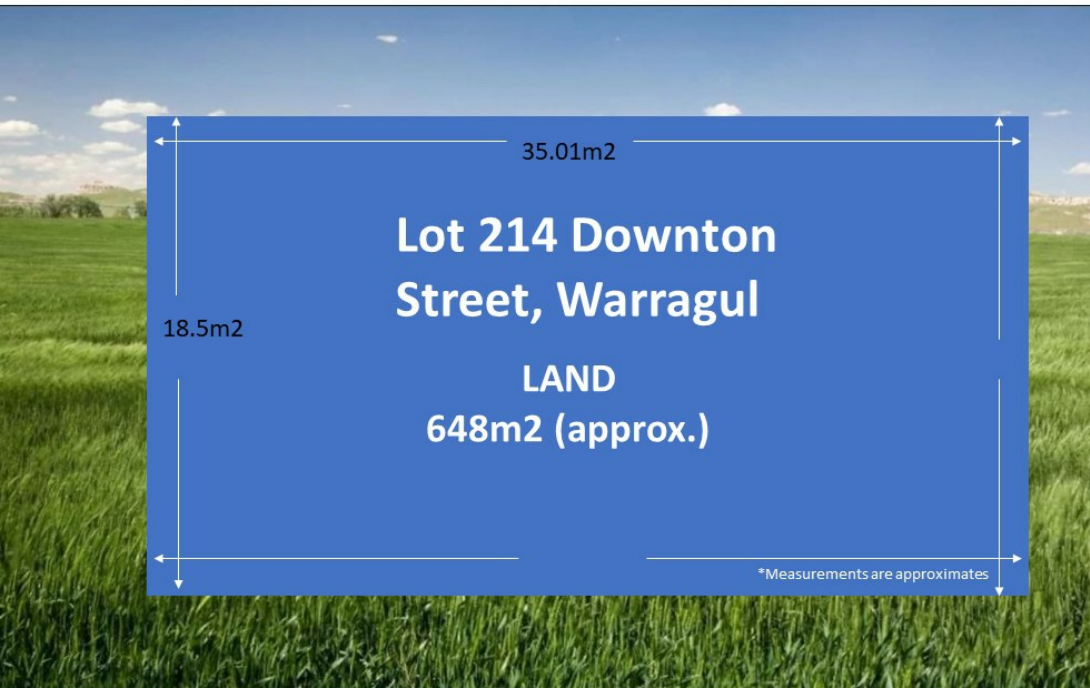 35.01m2
Lot 214 Downton
Street, Warragul
18.5m2
LAND
648m2 (approx.)
*Measurements are approximates